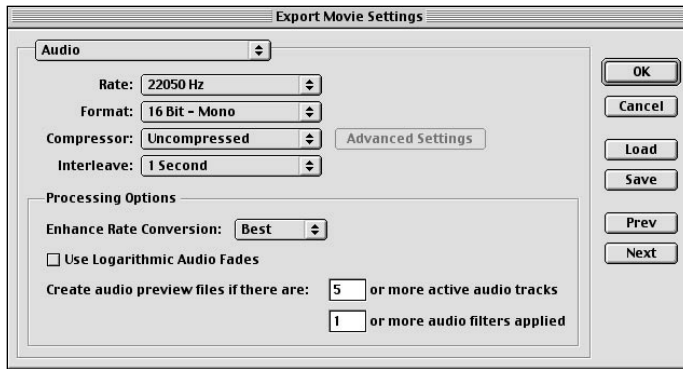 Export Movie Settings
Audio
Rate: 22050 Hz
Format: 16 Bit - Mono
Compressor: Uncompressed Advanced Settings
Interleave: 1 Second
Processing Options
Enhance Rate Conversion: Best
Use Logarithmic Audio Fades
Create audio preview files if there are: 5 or more active audio tracks
1 or more audio filters applied
OK
Cancel
Load
Save
Prev
Next